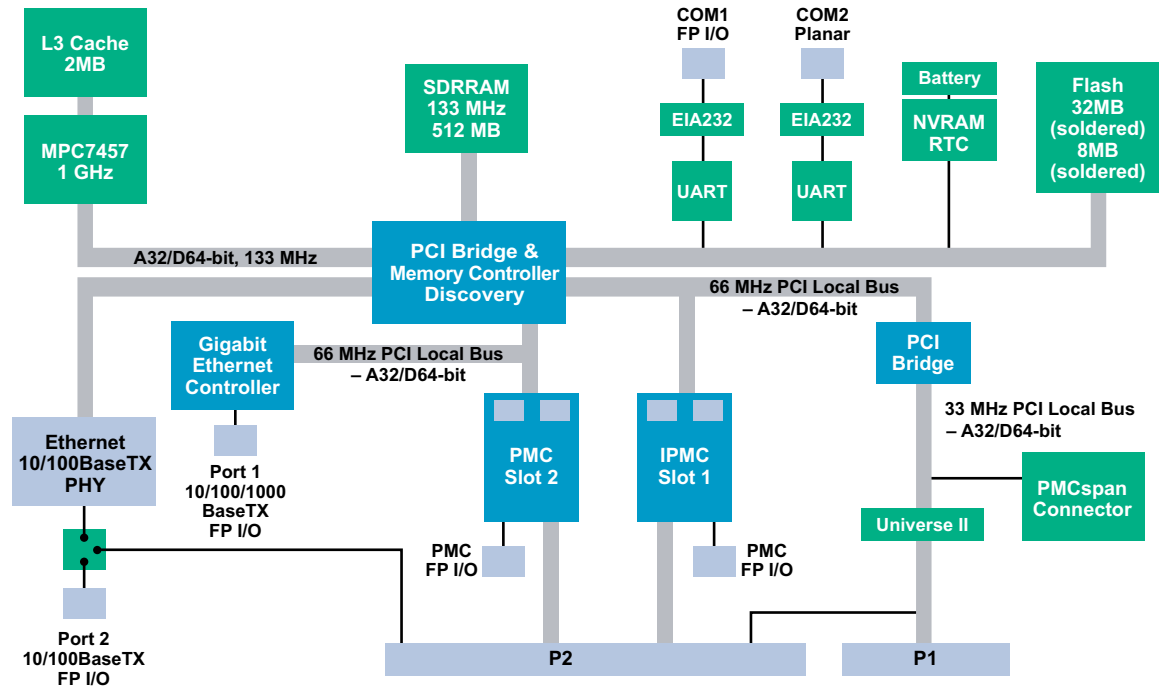 L3 Cache
2MB
MPC7457
1 GHz
SDRRAM
133 MHz
512 MB
COM1
FP I/O
COM2
Planar
EIA232
EIA232
UART
UART
Battery
NVRAM
RTC
Flash
32MB
(soldered)
8MB
(soldered)
A32/D64-bit, 133 MHz
PCI Bridge &
Memory Controller
Discovery
66 MHz PCI Local Bus
– A32/D64-bit
Gigabit
Ethernet
Controller
66 MHz PCI Local Bus
– A32/D64-bit
PCI
Bridge
33 MHz PCI Local Bus
– A32/D64-bit
Ethernet
10/100BaseTX
PHY
Port 1
10/100/1000
BaseTX
FP I/O
PMC
Slot 2
IPMC
Slot 1
PMCspan
Connector
Universe II
PMC
FP I/O
PMC
FP I/O
Port 2
10/100BaseTX
FP I/O
P2
P1